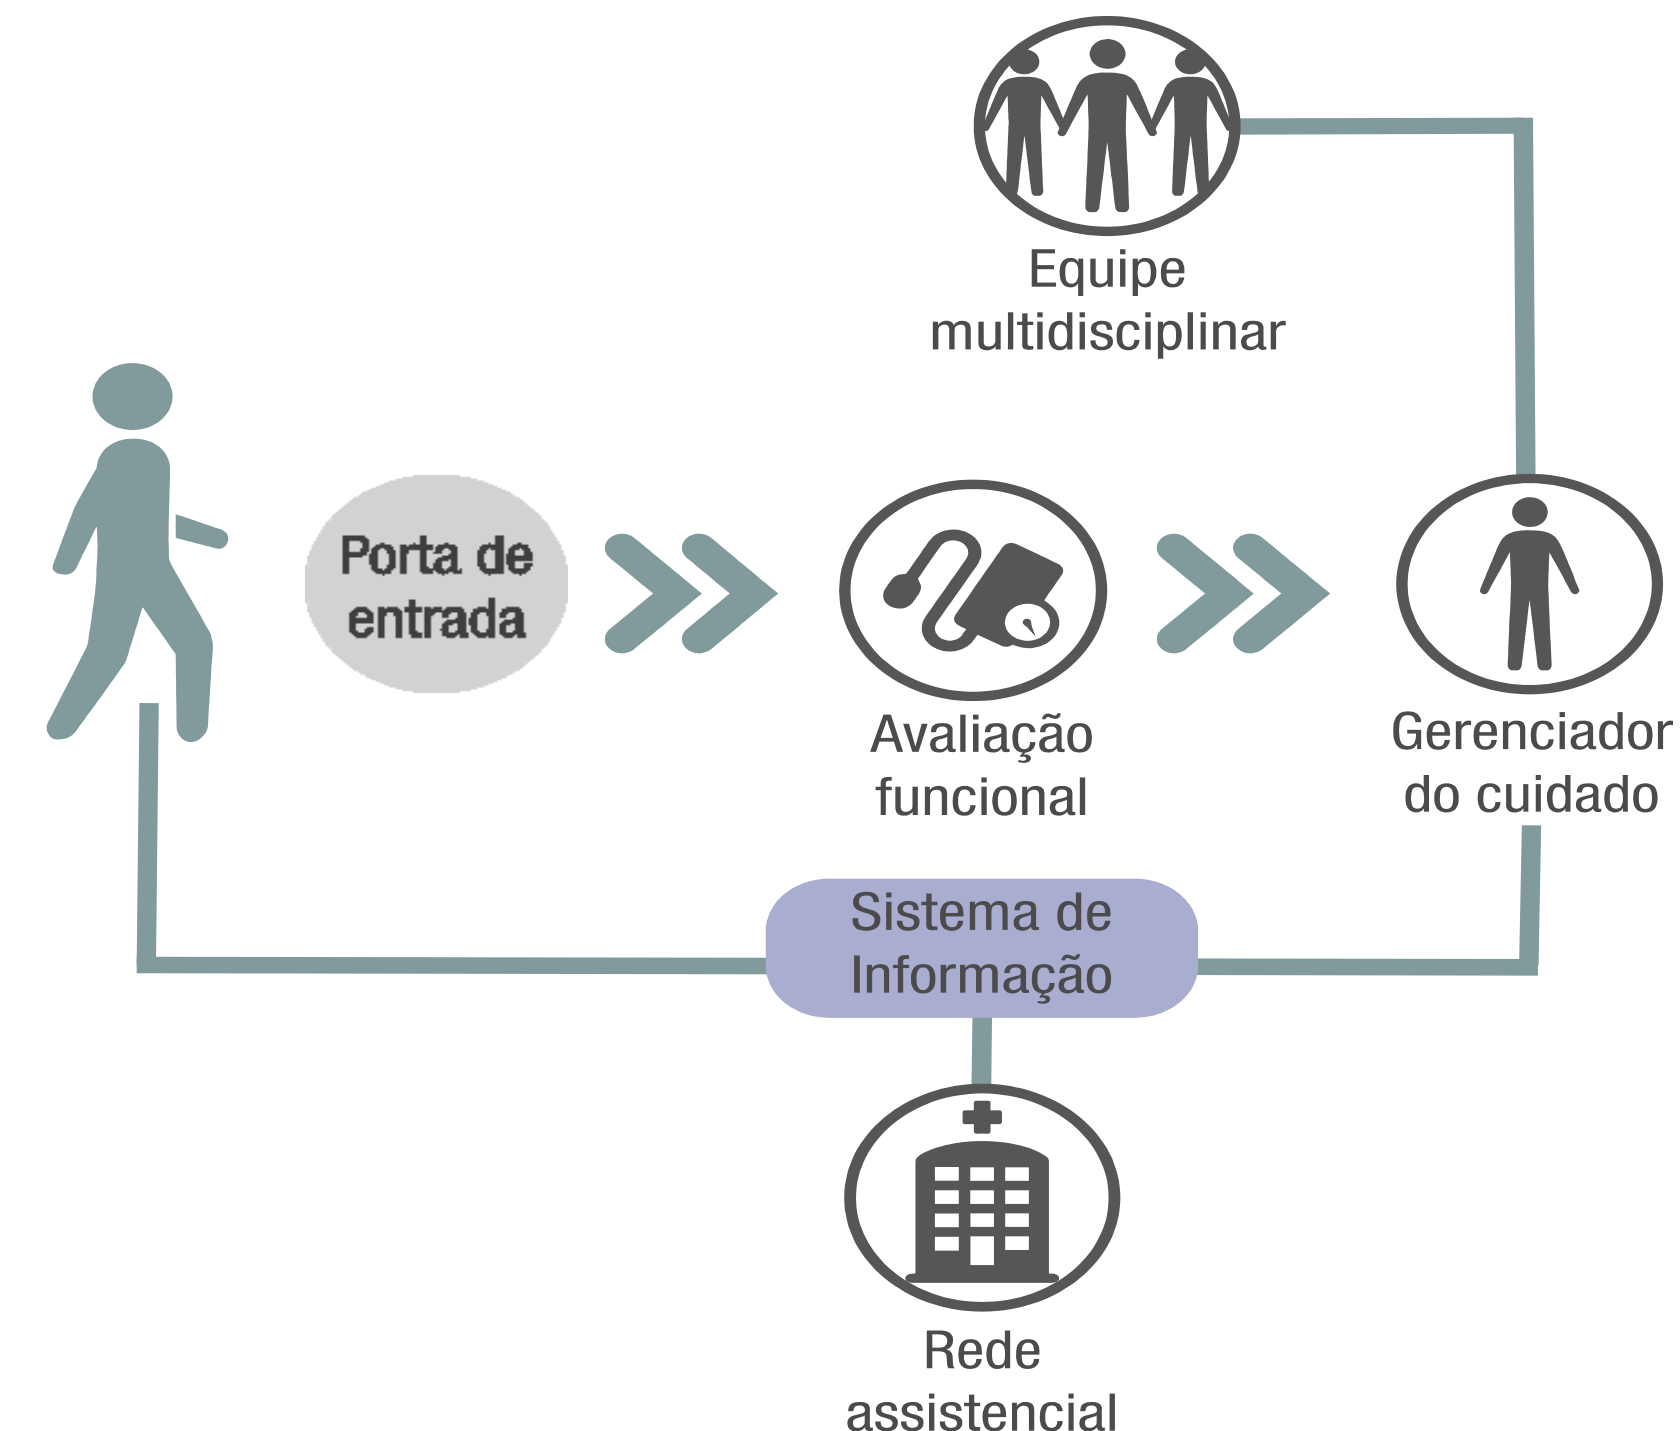 Equipe
multidisciplinar
Porta de
entrada
Avaliação
funcional
Gerenciador
do cuidado
Sistema de
Informação
Rede
assistencial